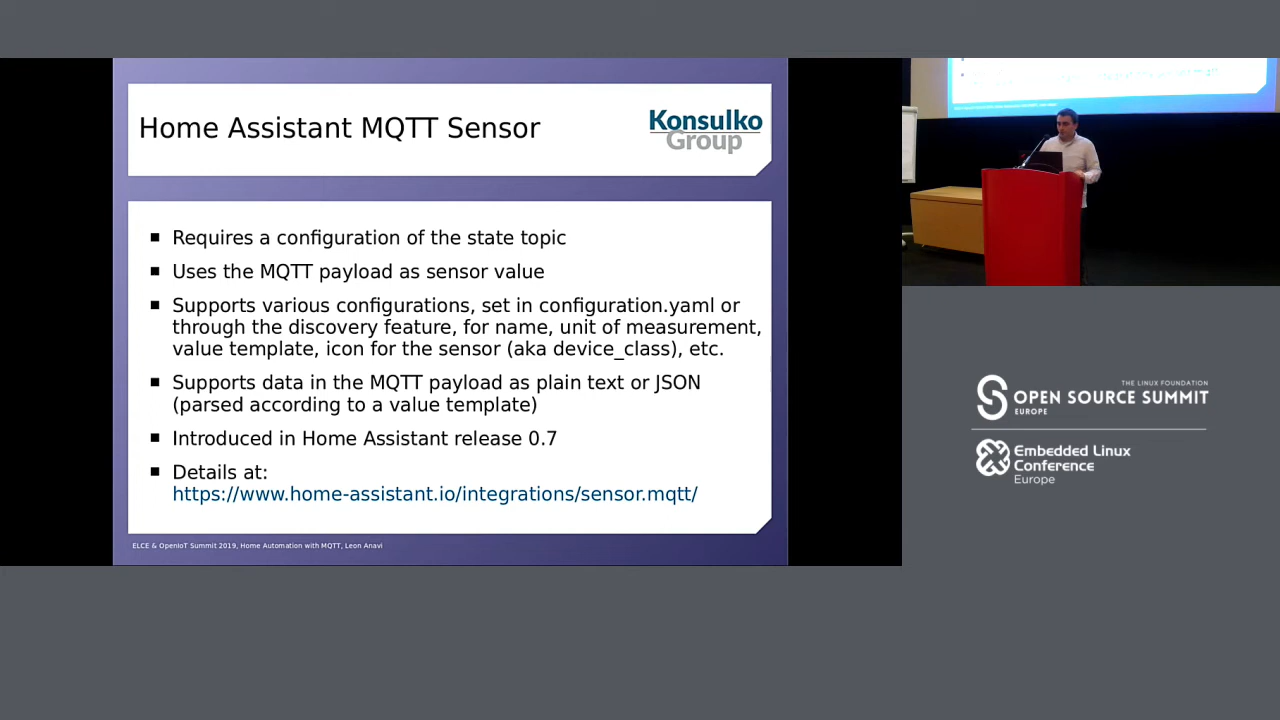 Home Assistant MQTT Sensor
Konsulko
Group
Requires a configuration of the state topic
Uses the MQTT payload as sensor value
Supports various configurations, set in configuration.yaml or
through the discovery feature, for name, unit of measurement,
value template, icon for the sensor (aka device_class), etc.
Supports data in the MQTT payload as plain text or JSON
(parsed according to a value template)
Introduced in Home Assistant release 0.7
Details at:
https://www.home-assistant.io/integrations/sensor.mqtt/
ELCE & OpenIoT Summit 2019, Home Automation with MQTT, Leon Anavi
THE LINUX FOUNDATION
OPEN SOURCE SUMMIT
EUROPE
Embedded Linux
Conference
Europe